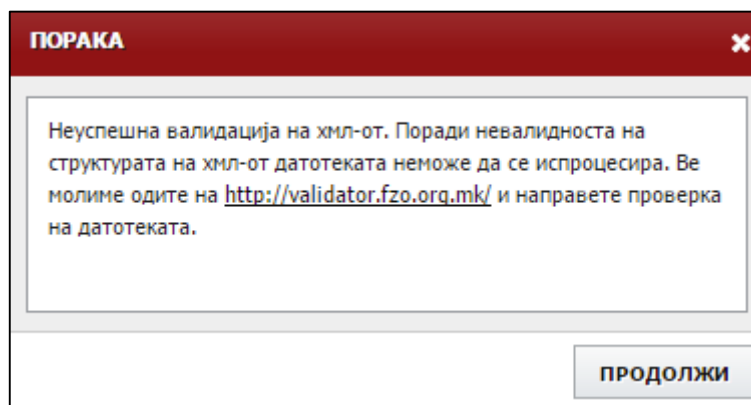 ПОРАКА
Неуспешна валидација на хмл-от. Поради невалидноста на
структурата на хмл-от датотеката неможе да се испроцесира. Ве
молиме одите на http://validator.fzo.org.mk/ и направете проверка
на датотеката.
ПРОДОЛЖИ